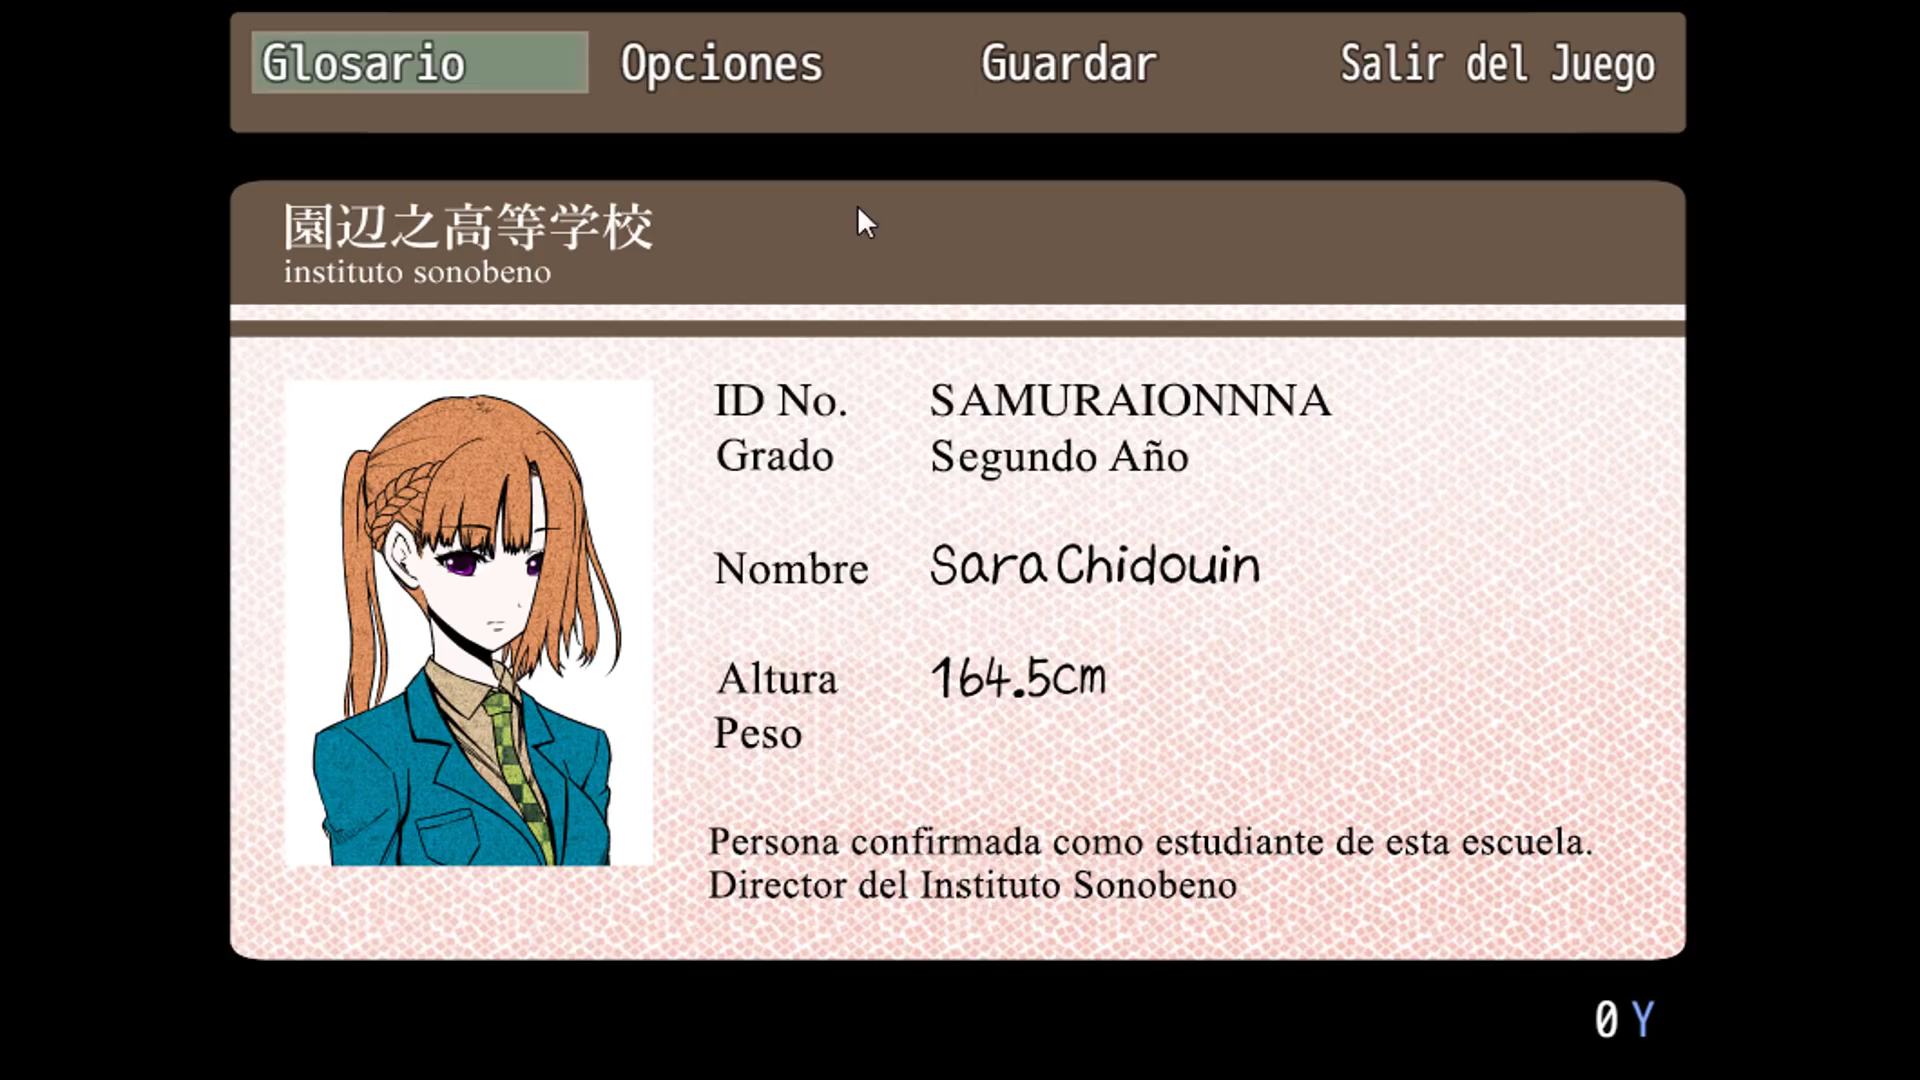 Glosario Opciones Guardar Salir del Juego
園辺之高等学校
instituto sonobeno
ID No. SAMURAIONNNA
Grado Segundo Año
Nombre Sara Chidouin
Altura 164.5cm
Peso
Persona confirmada como estudiante de esta escuela.
Director del Instituto Sonobeno
0 Y